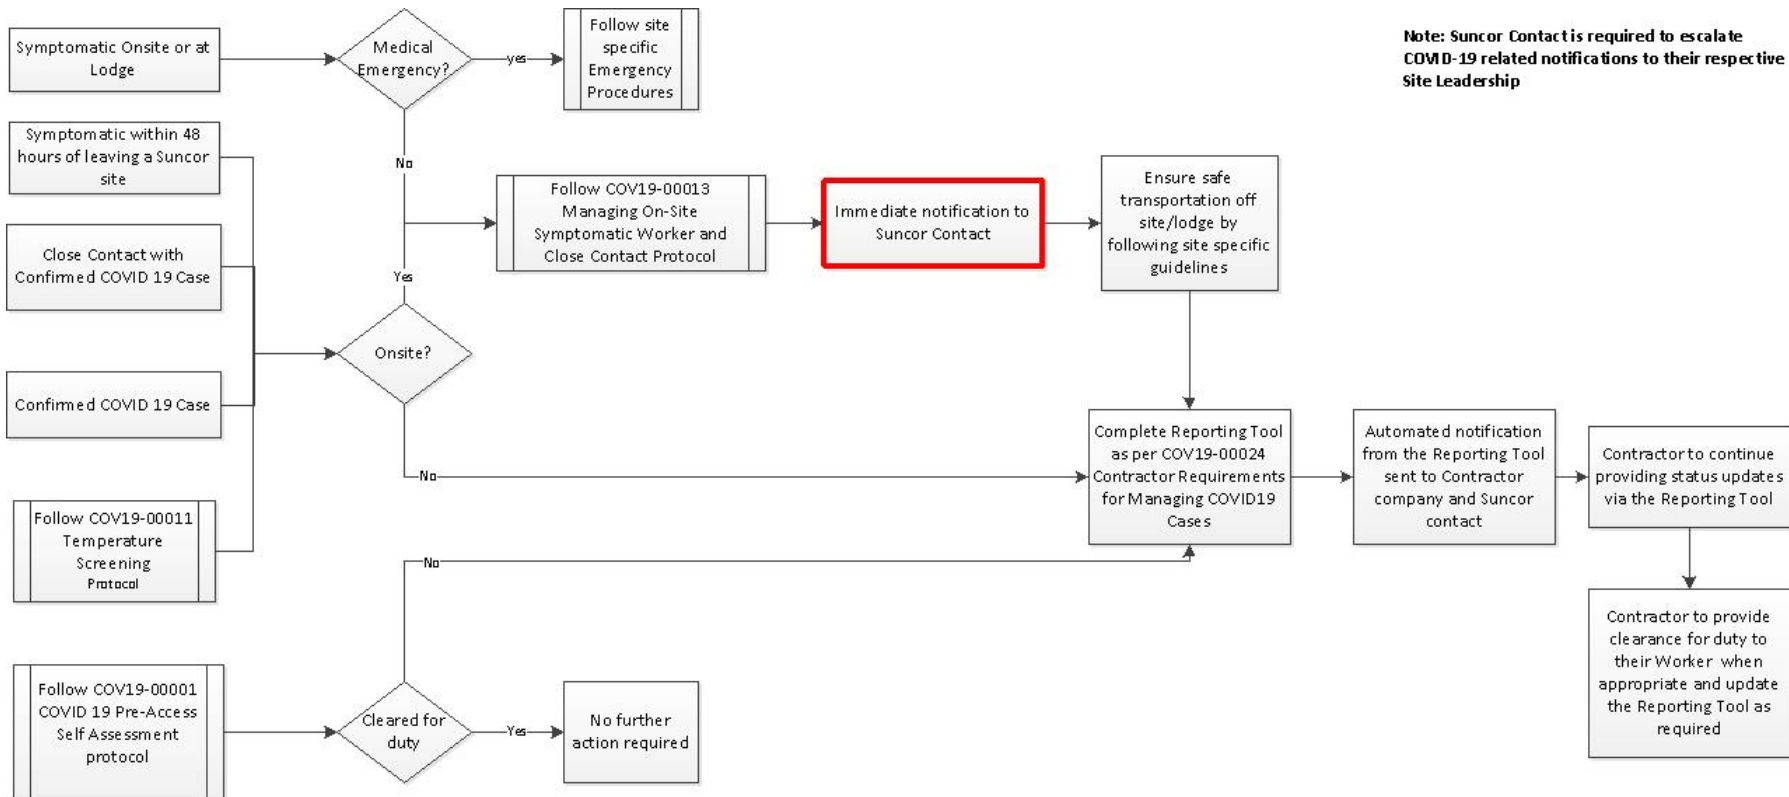 Symptomatic Onsite or at
Lodge
Medical
Emergency?
yes
Follow site
specific
Emergency
Procedures
Note: Suncor Contact is required to escalate
COVID-19 related notifications to their respective
Site Leadership
Symptomatic within 48
hours of leaving a Suncor
site
No
Follow COV19-00013
Managing On-Site
Symptomatic Worker and
Close Contact Protocol
Immediate notification to
Suncor Contact
Ensure safe
transportation off
site/lodge by
following site specific
guidelines
Close Contact with
Confirmed COVID 19 Case
Yes
Onsite?
Confirmed COVID 19 Case
No
Complete Reporting Tool
as per COV19-00024
Contractor Requirements
for Managing COVID19
Cases
Automated notification
from the Reporting Tool
sent to Contractor
company and Suncor
contact
Contractor to continue
providing status updates
via the Reporting Tool
Follow COV19-00011
Temperature
Screening
Protocol
No
Contractor to provide
clearance for duty to
their Worker when
appropriate and update
the Reporting Tool as
required
Follow COV19-00001
COVID 19 Pre-Access
Self Assessment
protocol
Cleared for
duty
Yes
No further
action required